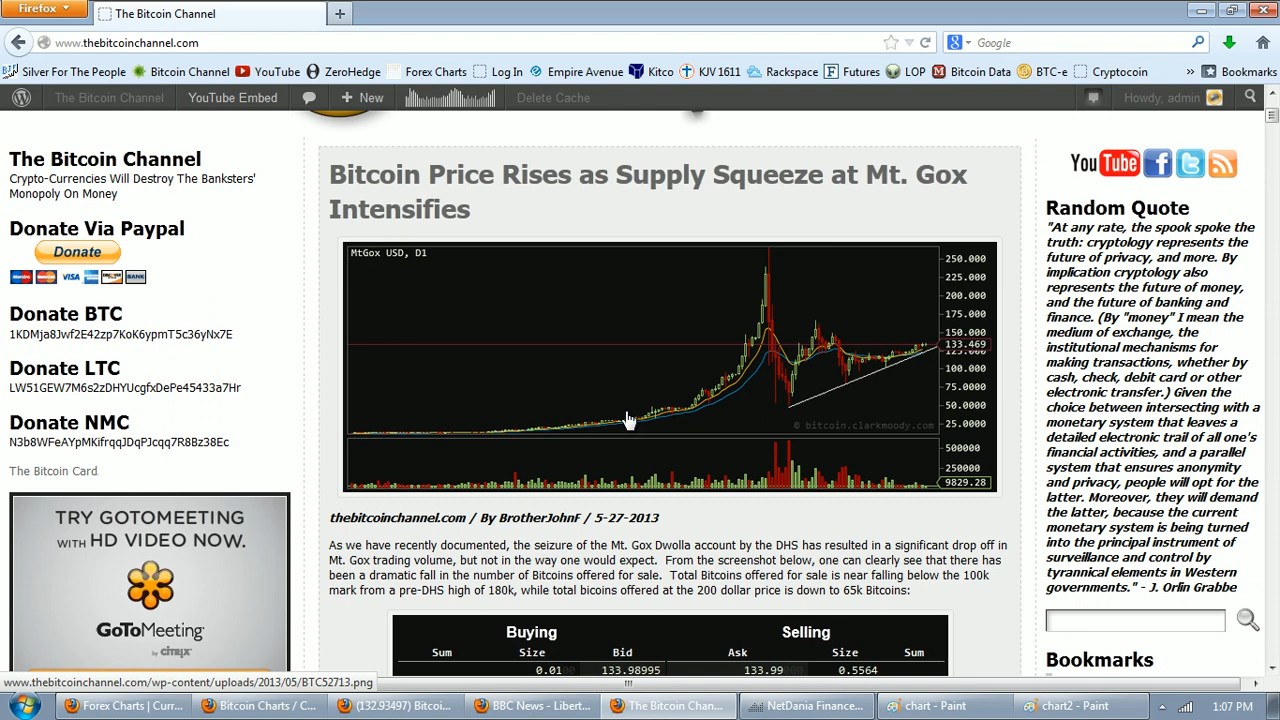 Firefox
The Bitcoin Channel
www.thebitcoinchannel.com
Google
Silver For The People
Bitcoin Channel
YouTube
ZeroHedge
Forex Charts
Log In
Empire Avenue
Kitco
KJV 1611
Rackspace
Futures
LOP
Bitcoin Data
BTC-e
Cryptocoin
»
Bookmarks
The Bitcoin Channel
YouTube Embed
New
Delete Cache
Howdy, admin
The Bitcoin Channel
Crypto-Currencies Will Destroy The Banksters'
Monopoly On Money
Donate Via Paypal
Donate
VISA
BANK
Donate BTC
1KDMja8Jwf2E42zp7KoK6ypmT5c36yNx7E
Donate LTC
LW51GEW7M6s2zDHYUcgfxDePe45433a7Hr
Donate NMC
N3b8WFeAYpMKifrqqJDqPJcqq7R8Bz38Ec
The Bitcoin Card
TRY GOTOMEETING
WITH HD VIDEO NOW.
GoToMeeting
by CITRIX
www.thebitcoinchannel.com/wp-content/uploads/2013/05/BTC52713.png
Bitcoin Price Rises as Supply Squeeze at Mt. Gox
Intensifies
MtGox USD, D1
250.000
225.000
200.000
175.000
150.000
133.469
125.000
100.000
75.0000
50.0000
25.0000
© bitcoin.clarkmoody.com
500000
250000
9829.28
thebitcoinchannel.com / By BrotherJohnF / 5-27-2013
As we have recently documented, the seizure of the Mt. Gox Dwolla account by the DHS has resulted in a significant drop off in
Mt. Gox trading volume, but not in the way one would expect. From the screenshot below, one can clearly see that there has
been a dramatic fall in the number of Bitcoins offered for sale. Total Bitcoins offered for sale is near falling below the 100k
mark from a pre-DHS high of 180k, while total bicoins offered at the 200 dollar price is down to 65k Bitcoins:
Buying
Selling
Sum
Size
Bid
Ask
Size
Sum
0.0100
133.98995
133.99000
0.5564
You Tube
Random Quote
"At any rate, the spook spoke the
truth: cryptology represents the
future of privacy, and more. By
implication cryptology also
represents the future of money,
and the future of banking and
finance. (By "money" I mean the
medium of exchange, the
institutional mechanisms for
making transactions, whether by
cash, check, debit card or other
electronic transfer.) Given the
choice between intersecting with a
monetary system that leaves a
detailed electronic trail of all one's
financial activities, and a parallel
system that ensures anonymity
and privacy, people will opt for the
latter. Moreover, they will demand
the latter, because the current
monetary system is being turned
into the principal instrument of
surveillance and control by
tyrannical elements in Western
governments." - J. Orlin Grabbe
Bookmarks
Forex Charts | Curr...
Bitcoin Charts / C...
(132.93497) Bitcoi...
BBC News - Libert...
The Bitcoin Chan...
NetDania Finance...
chart - Paint
chart2 - Paint
1:07 PM